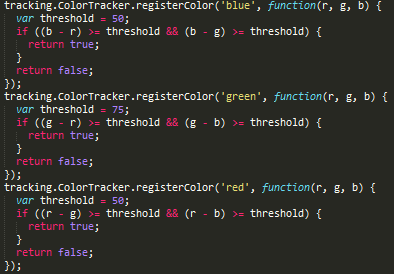 tracking.ColorTracker.registerColor('blue', function(r, g, b) {
  var threshold = 50;
  if ((b - r) >= threshold && (b - g) >= threshold) {
    return true;
  }
  return false;
});
tracking.ColorTracker.registerColor('green', function(r, g, b) {
  var threshold = 75;
  if ((g - r) >= threshold && (g - b) >= threshold) {
    return true;
  }
  return false;
});
tracking.ColorTracker.registerColor('red', function(r, g, b) {
  var threshold = 50;
  if ((r - g) >= threshold && (r - b) >= threshold) {
    return true;
  }
  return false;
});